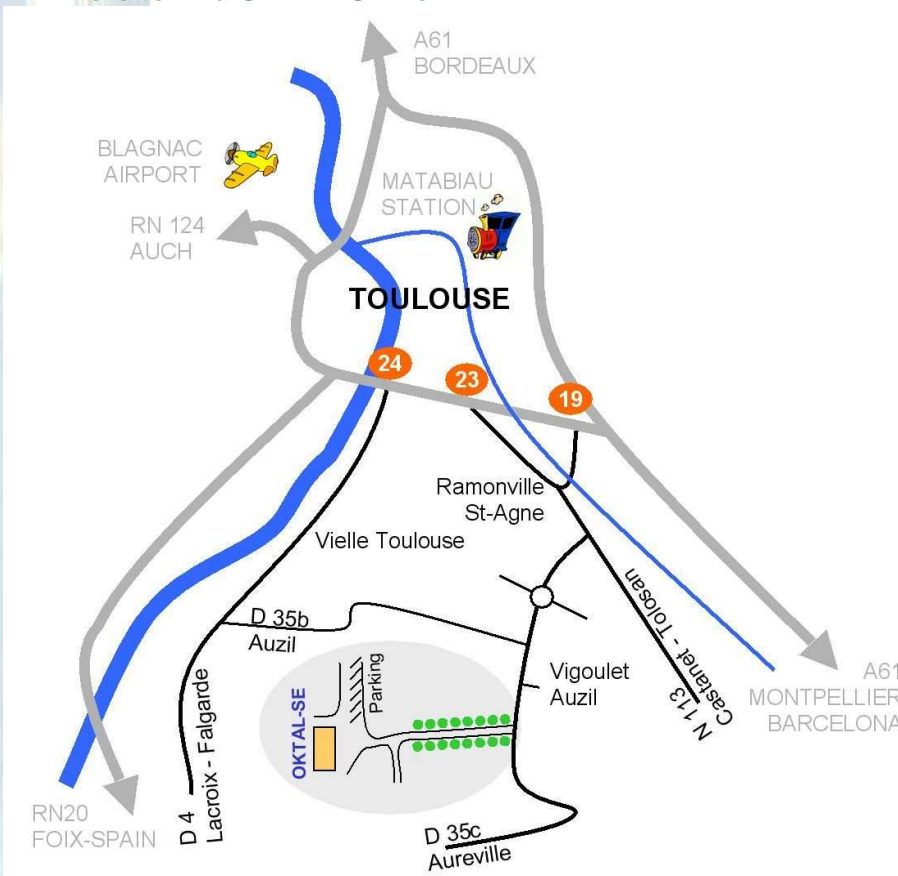 A61
BORDEAUX
BLAGNAC
AIRPORT
MATABIAU
STATION
RN 124
AUCH
TOULOUSE
24
23
19
Ramonville
St-Agne
Vielle Toulouse
D 35b
Auzil
Parking
OKTAL-SE
Vigoulet
Auzil
Castanet - Tolosan
N 113
A61
MONTPELLIER
BARCELONA
D 4
Lacroix - Falgarde
RN20
FOIX-SPAIN
D 35c
Aureville